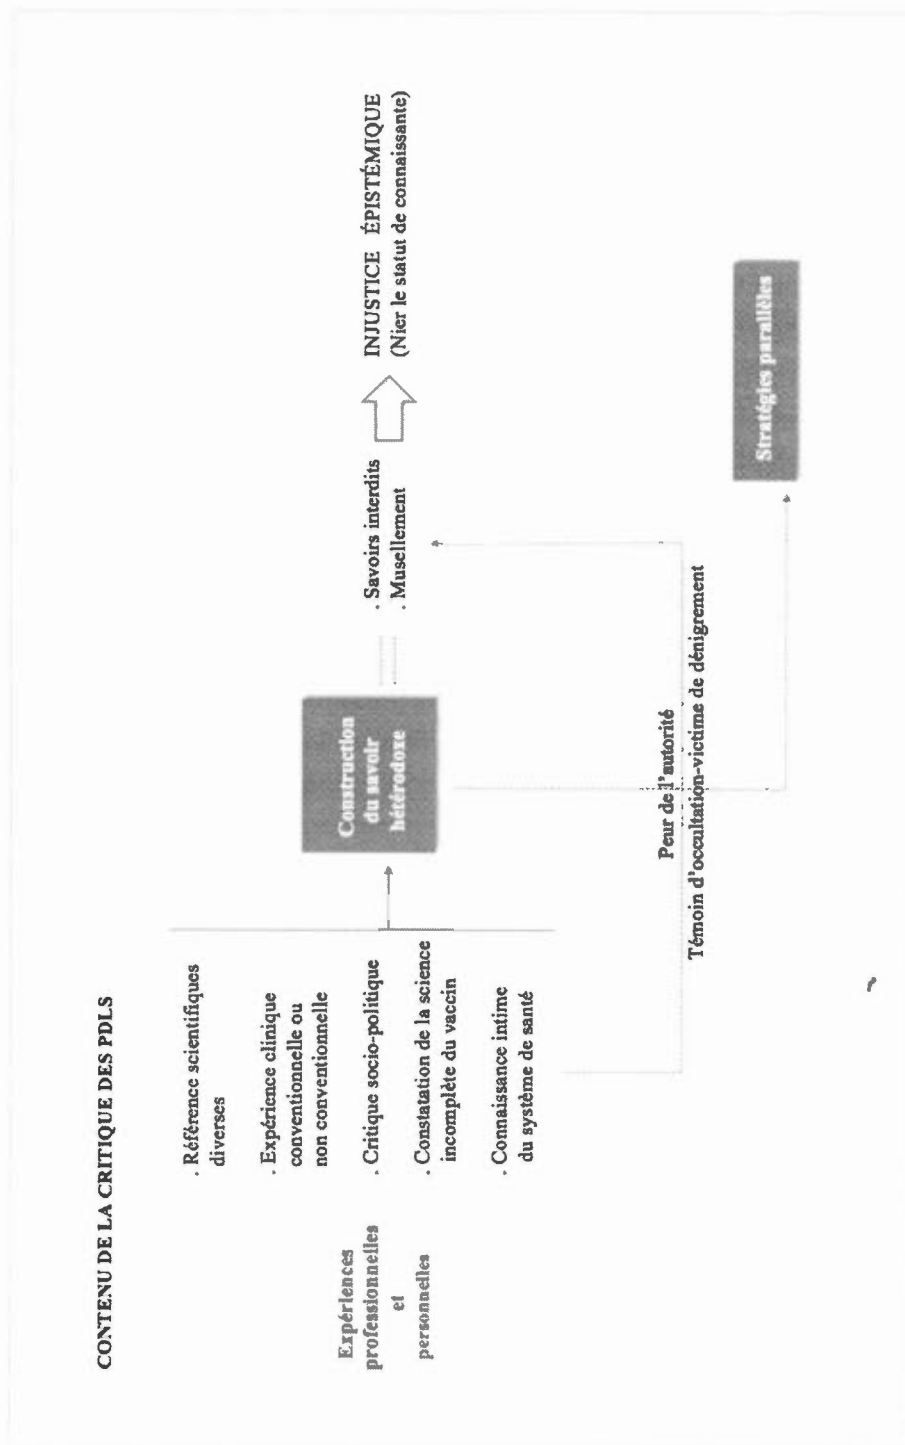 CONTENU DE LA CRITIQUE DES PDLS
Expériences
professionnelles
et
personnelles
. Référence scientifiques
diverses
. Expérience clinique
conventionnelle ou
non conventionnelle
. Critique socio-politique
. Constatation de la science
incomplète du vaccin
. Connaissance intime
du système de santé
Construction
du savoir
hétérodoxe
. Savoirs interdits
. Musellement
INJUSTICE ÉPISTÉMIQUE
(Nier le statut de connaissante)
Peur de l'autorité
Témoin d'occultation-victime de dénigrement
Stratégies parallèles